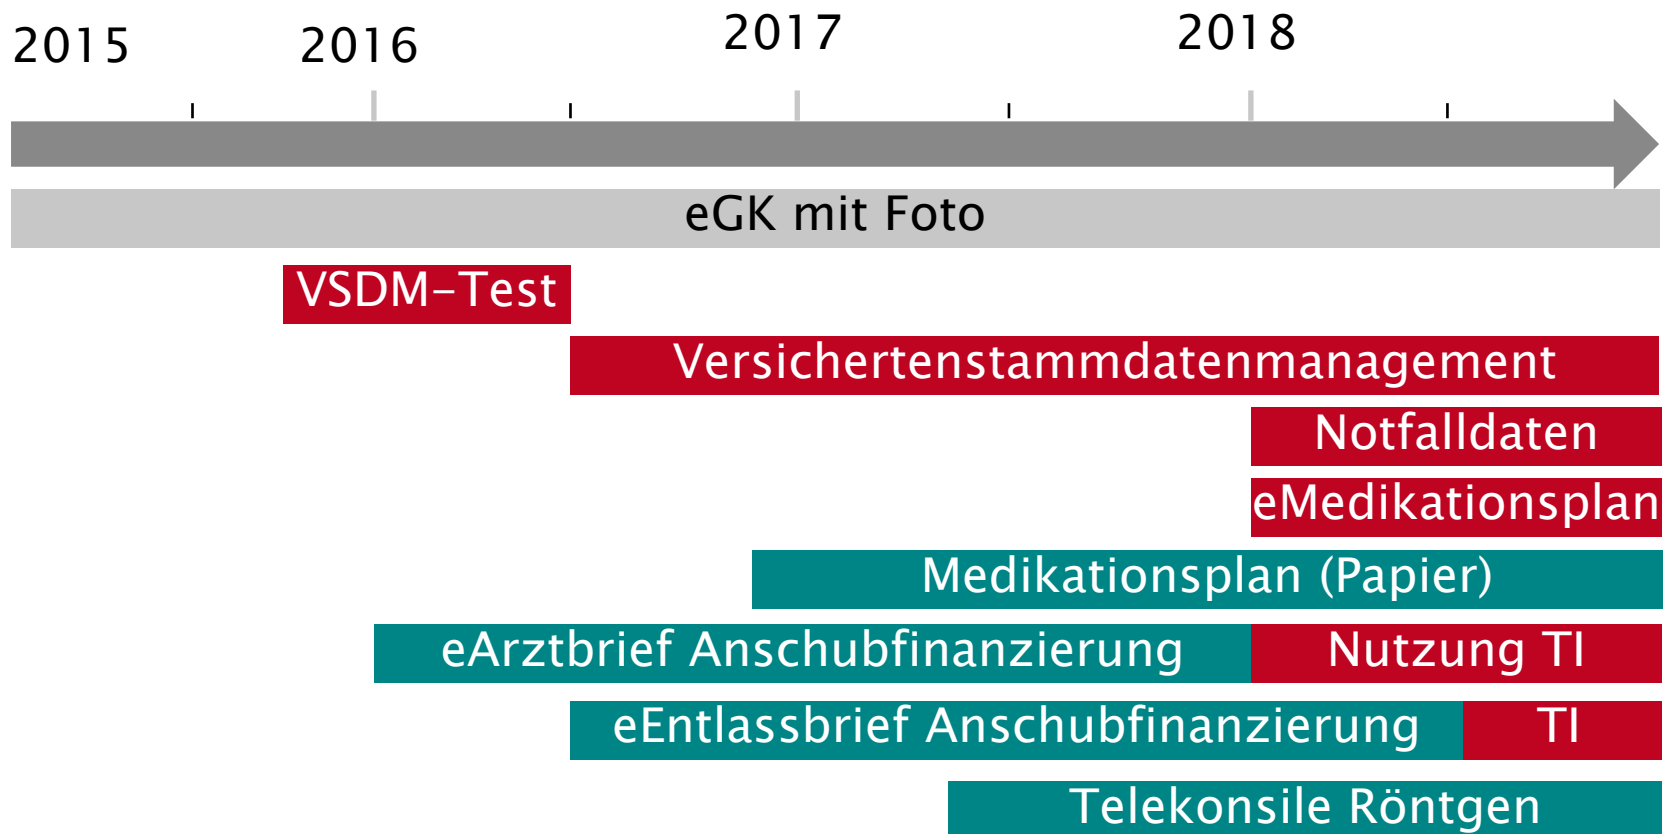 2015 2016 2017 2018
eGK mit Foto
VSDM-Test
Versichertenstammdatenmanagement
Notfalldaten
eMedikationsplan
Medikationsplan (Papier)
eArztbrief Anschubfinanzierung Nutzung TI
eEntlassbrief Anschubfinanzierung TI
Telekonsile Röntgen